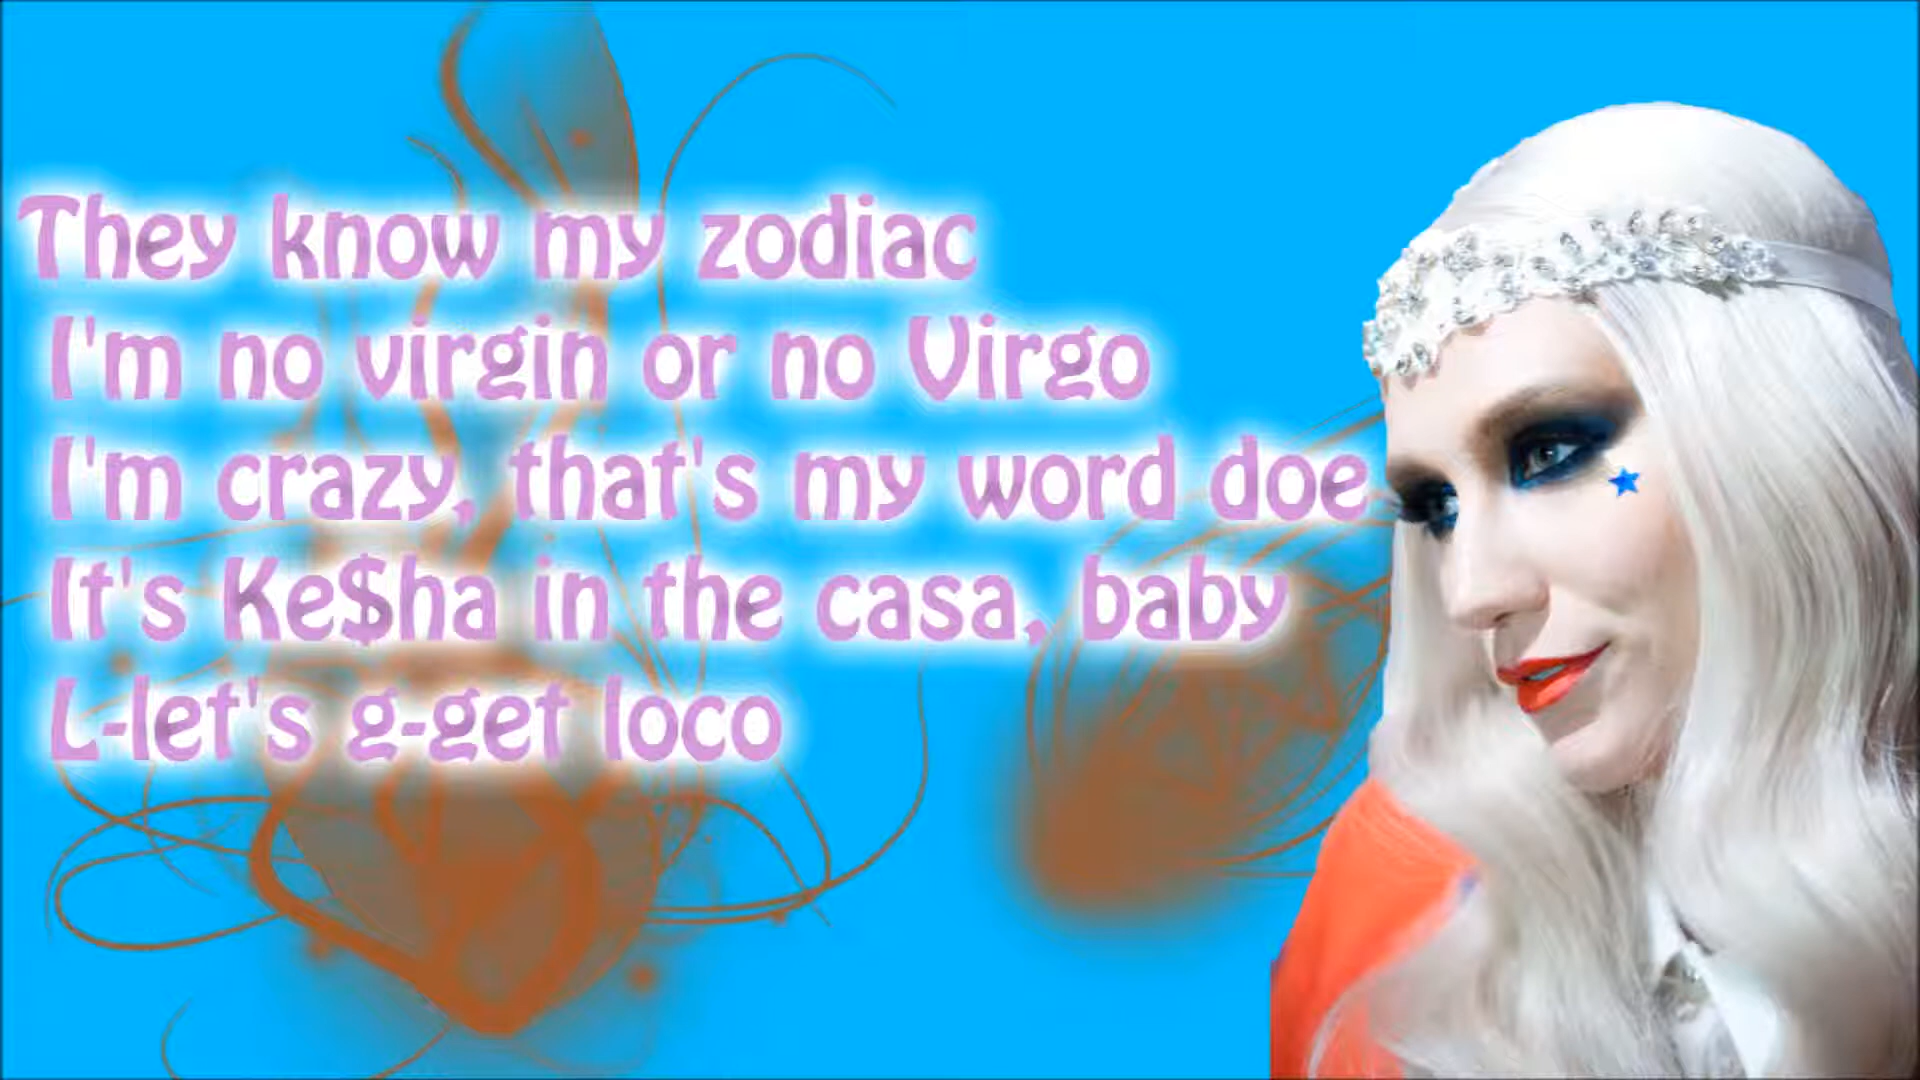 They know my zodiac
I'm no virgin or no Virgo
I'm crazy, that's my word doe
It's Ke$ha in the casa, baby
L-let's g-get loco